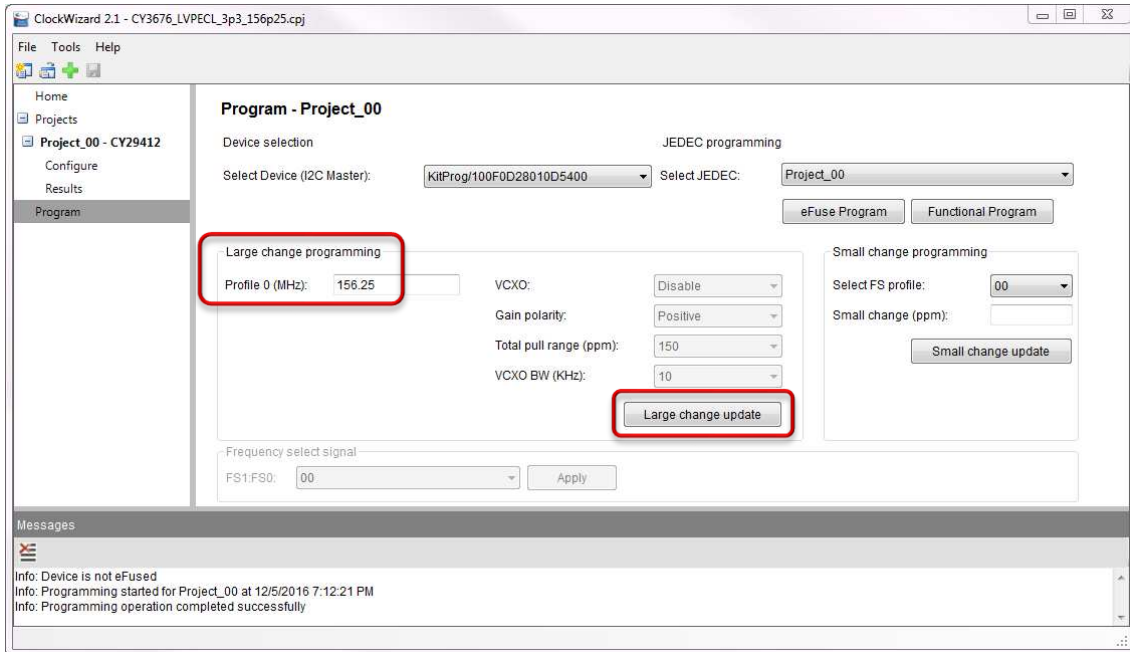 ClockWizard 2.1 - CY3676_LVPECL_3p3_156p25.cpj
File Tools Help
Home
Projects
Project_00 - CY29412
Configure
Results
Program
Program - Project_00
Device selection
JEDEC programming
Select Device (I2C Master): KitProg/100F0D28010D5400
Select JEDEC: Project_00
eFuse Program Functional Program
Large change programming
Profile 0 (MHz): 156.25
VCXO: Disable
Gain polarity: Positive
Total pull range (ppm): 150
VCXO BW (KHz): 10
Large change update
Small change programming
Select FS profile: 00
Small change (ppm):
Small change update
Frequency select signal
FS1:FS0: 00 Apply
Messages
Info: Device is not eFused
Info: Programming started for Project_00 at 12/5/2016 7:12:21 PM
Info: Programming operation completed successfully